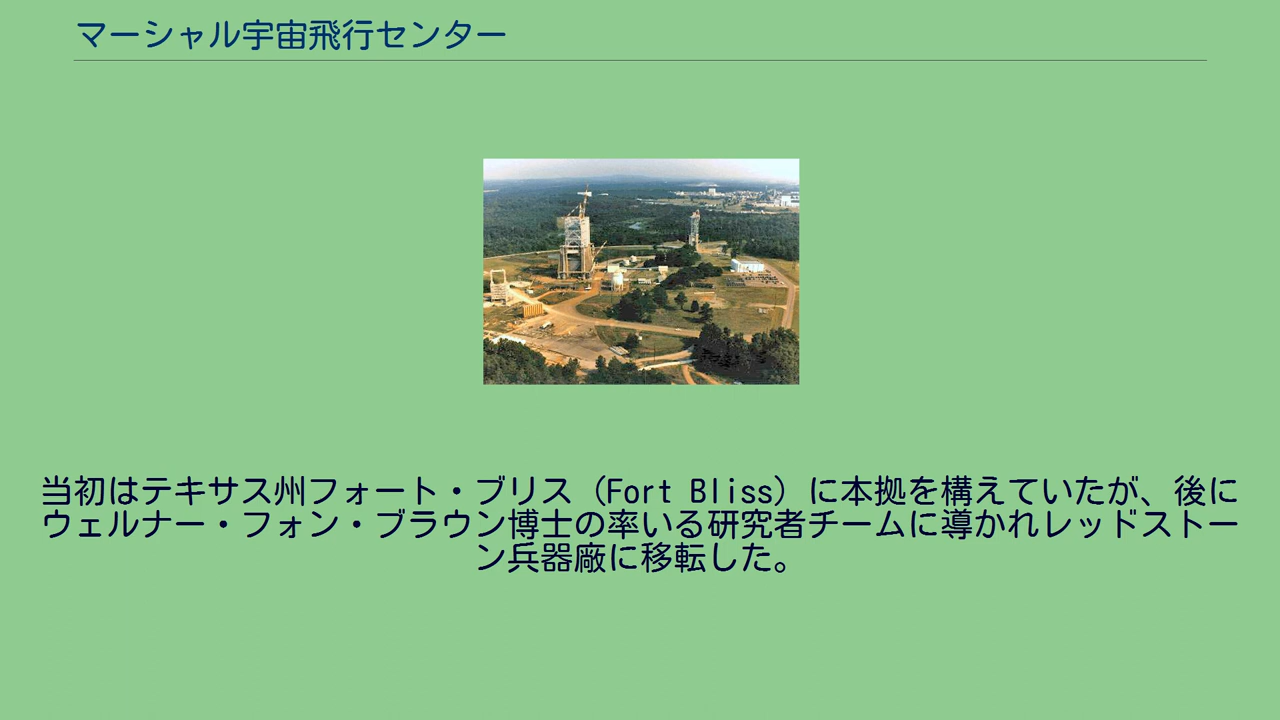 マーシャル宇宙飛行センター
当初はテキサス州フォート・ブリス（Fort Bliss）に本拠を構えていたが、後に
ウェルナー・フォン・ブラウン博士の率いる研究者チームに導かれレッドストー
ン兵器廠に移転した。